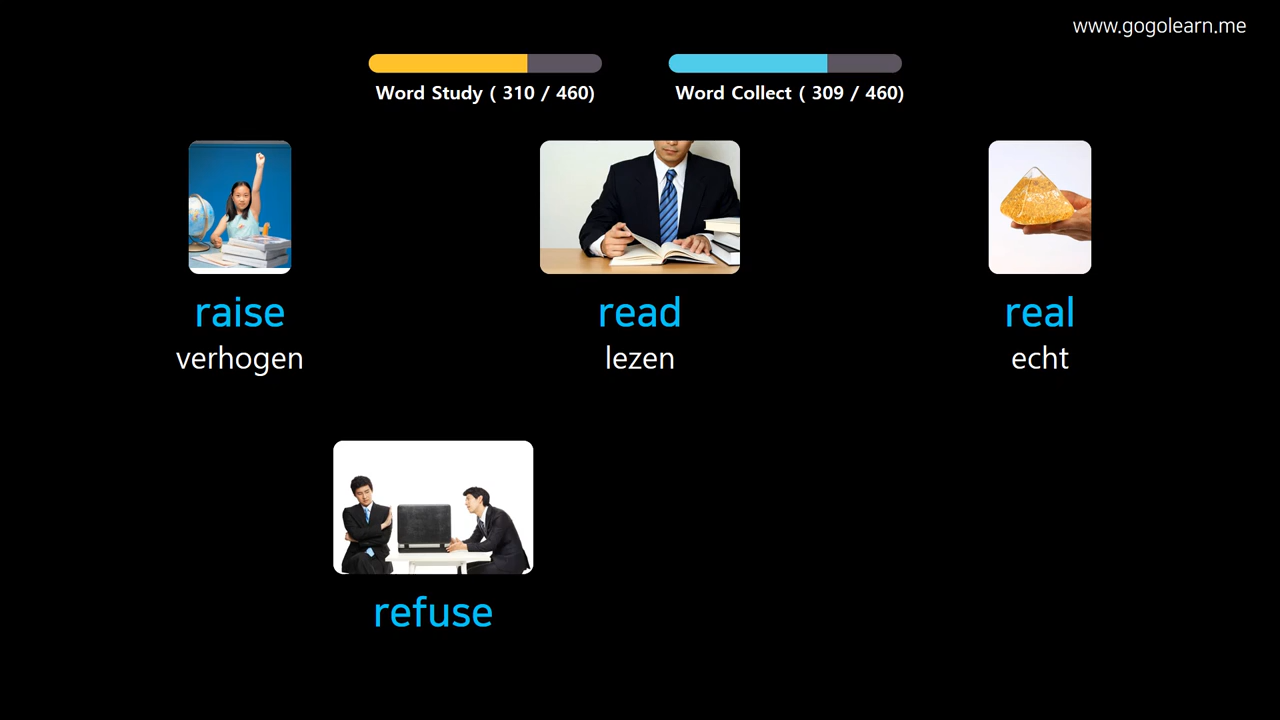 www.gogolearn.me
Word Study ( 310 / 460)
Word Collect ( 309 / 460)
raise
read
real
verhogen
lezen
echt
refuse